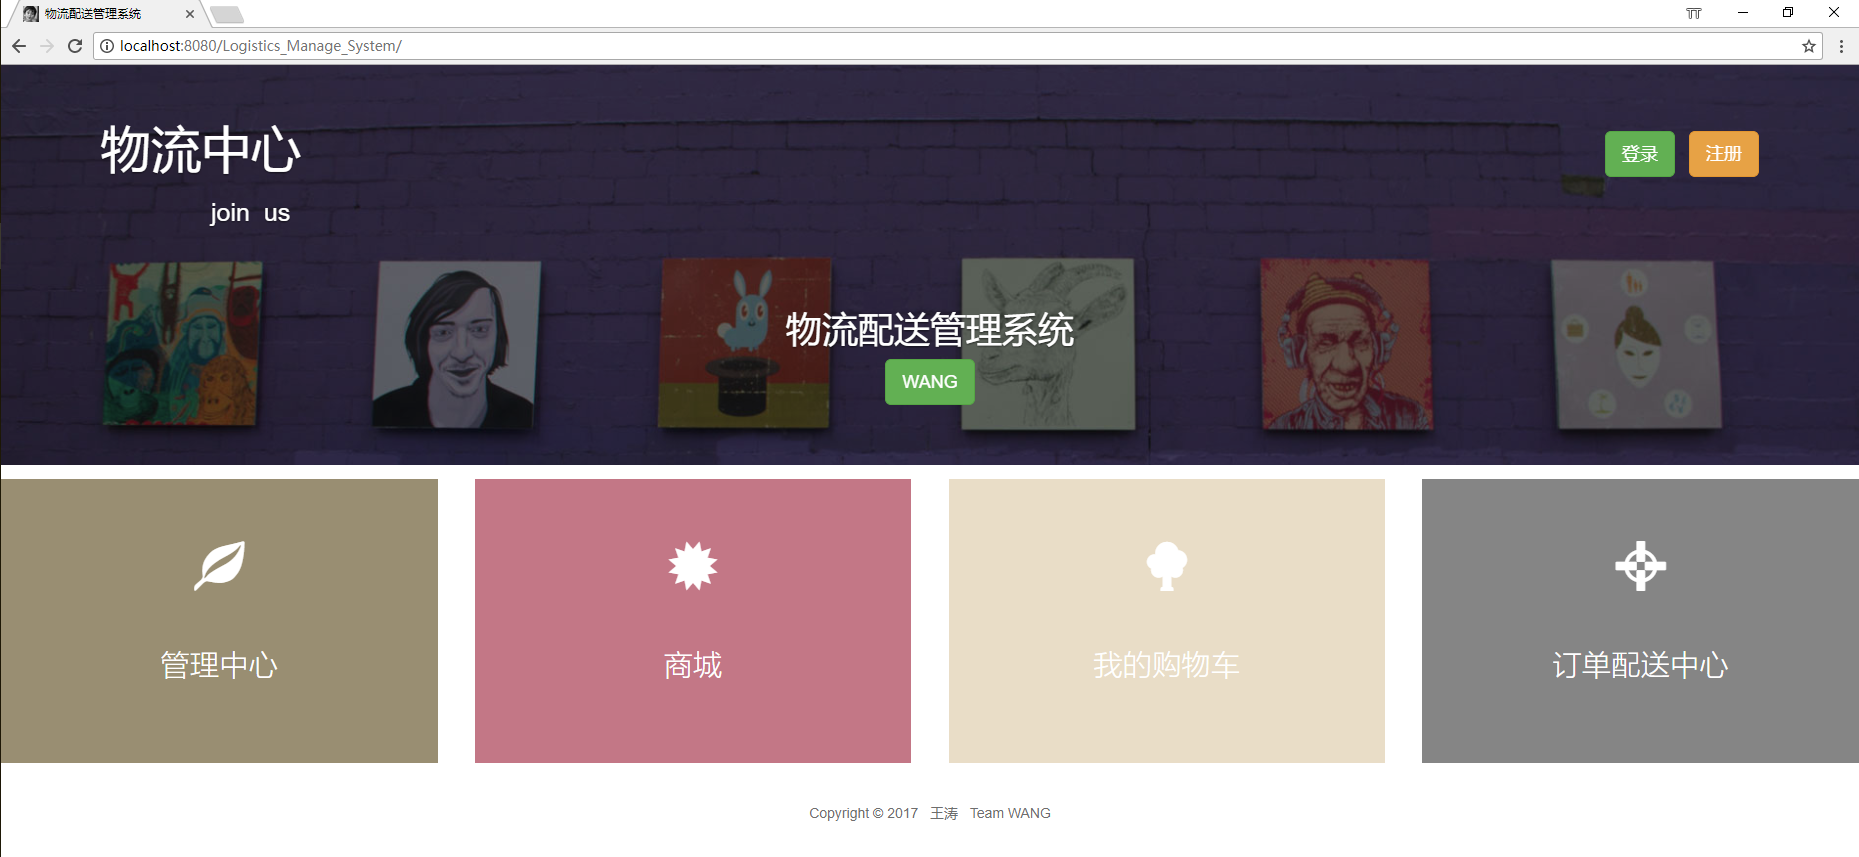 物流配送管理系统
localhost:8080/Logistics_Manage_System/
物流中心
登录
注册
join us
物流配送管理系统
WANG
管理中心
商城
我的购物车
订单配送中心
Copyright © 2017 王涛 Team WANG